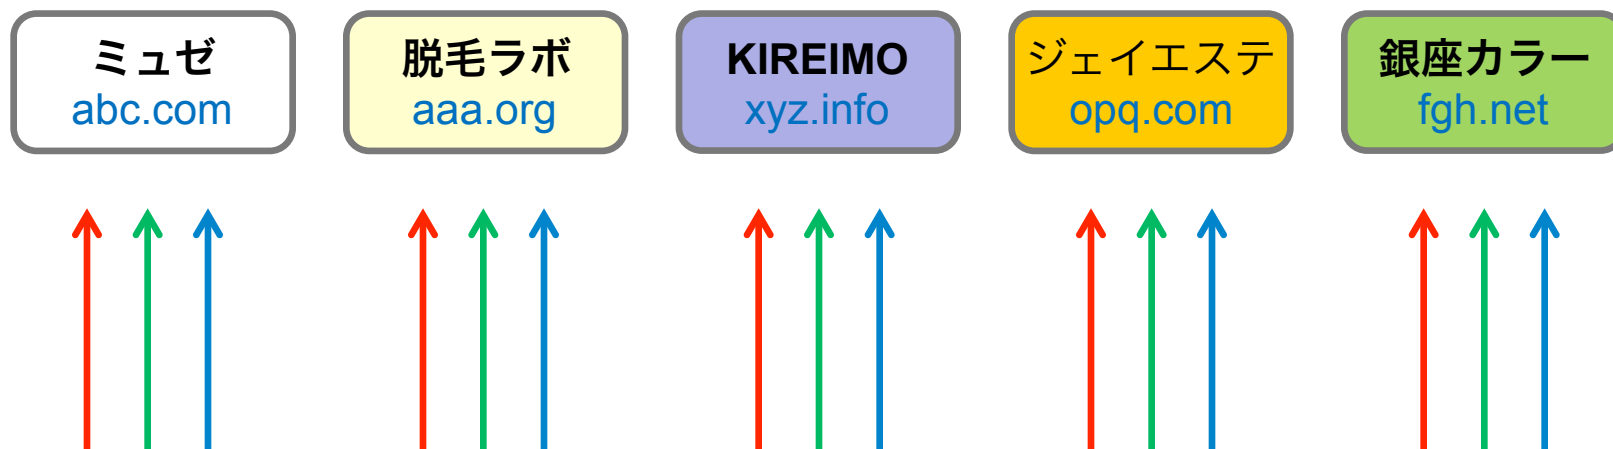 ミュゼ
abc.com
脱毛ラボ
aaa.org
KIREIMO
xyz.info
ジェイエステ
opq.com
銀座カラー
fgh.net